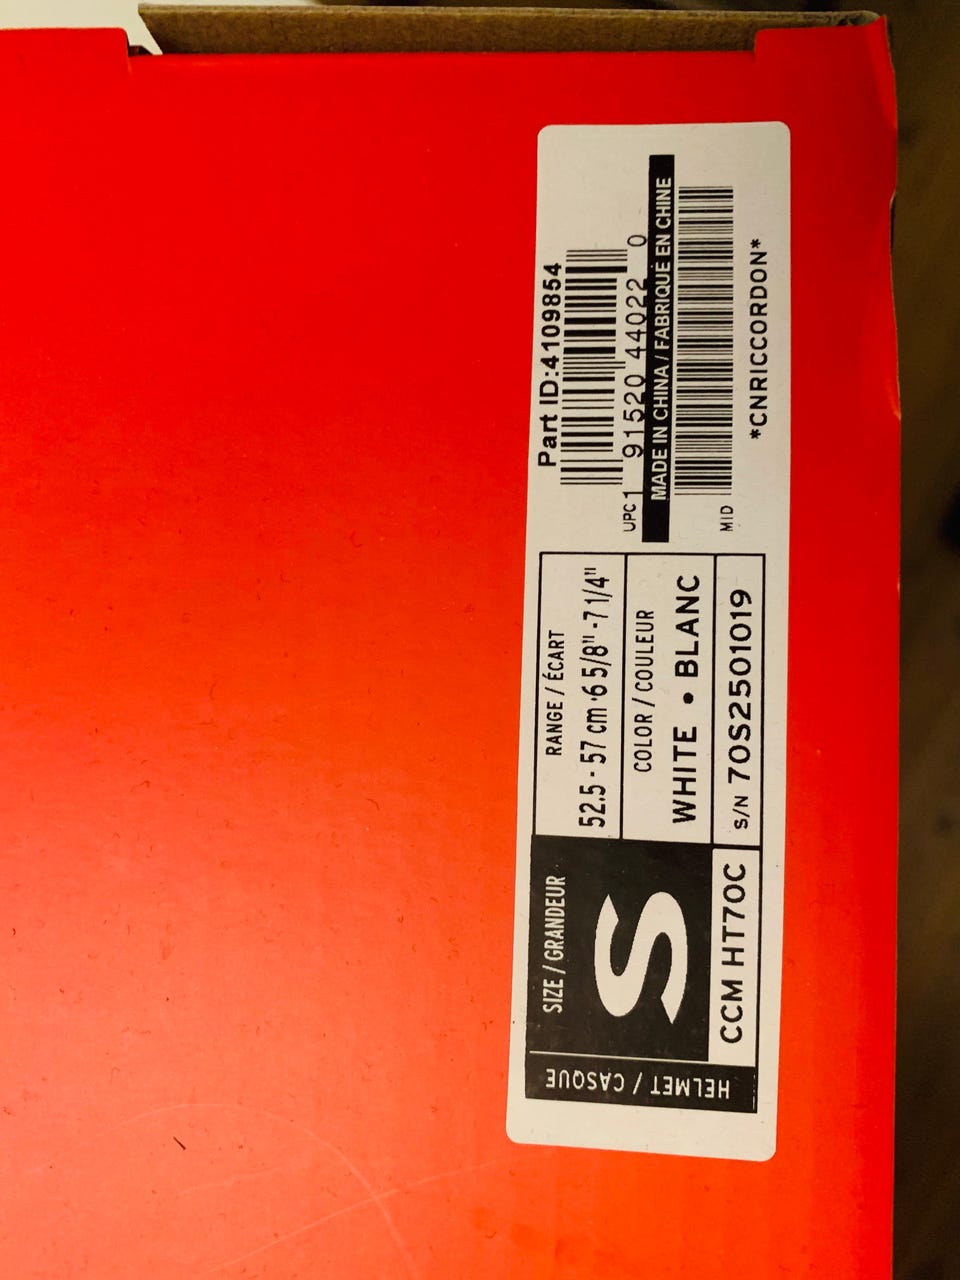 HELMET / CASQUE
SIZE / GRANDEUR
S
CCM HT70C
RANGE / ÉCART
52.5 - 57 cm · 6 5/8" - 7 1/4"
COLOR / COULEUR
WHITE • BLANC
S/N 70S2501019
Part ID:4109854
UPC 1 91520 44022 0
MADE IN CHINA / FABRIQUÉ EN CHINE
MID
*CNRICCORDON*